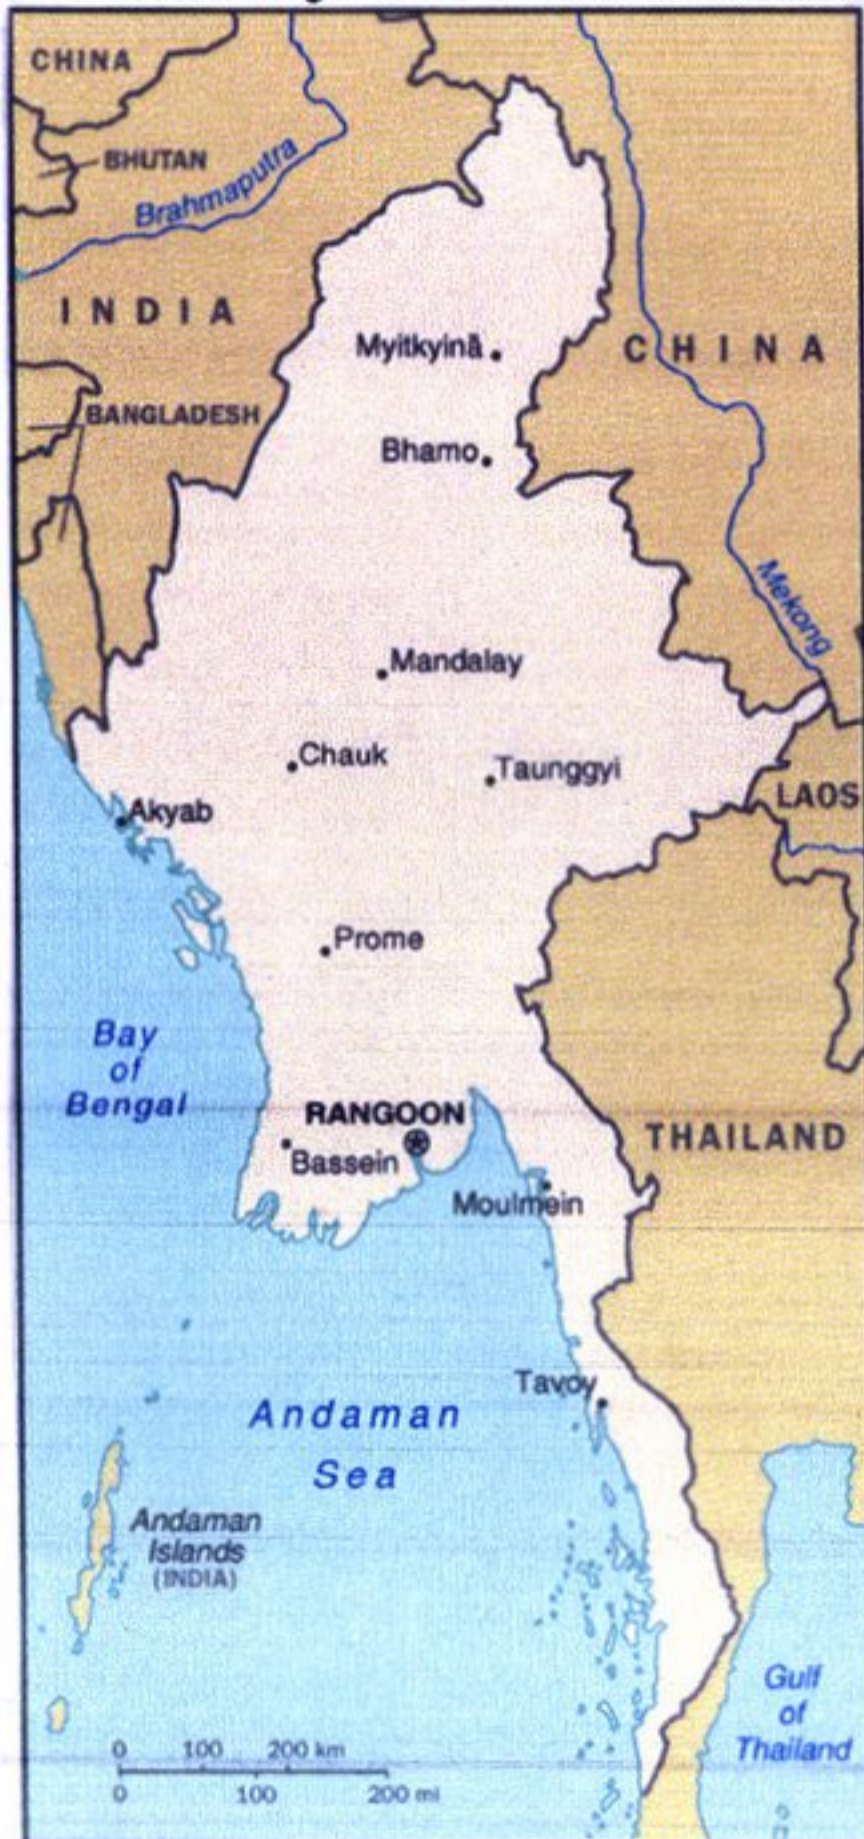 CHINA
BHUTAN
Brahmaputra
INDIA
Myitkyinā
CHINA
BANGLADESH
Bhamo
Mekong
Mandalay
Chauk
Taunggyi
LAOS
Akyab
Prome
Bay
of
Bengal
RANGOON
THAILAND
Bassein
Moulmein
Tavoy
Andaman
Sea
Andaman
Islands
(INDIA)
Gulf
of
Thailand
0 100 200 km
0 100 200 mi